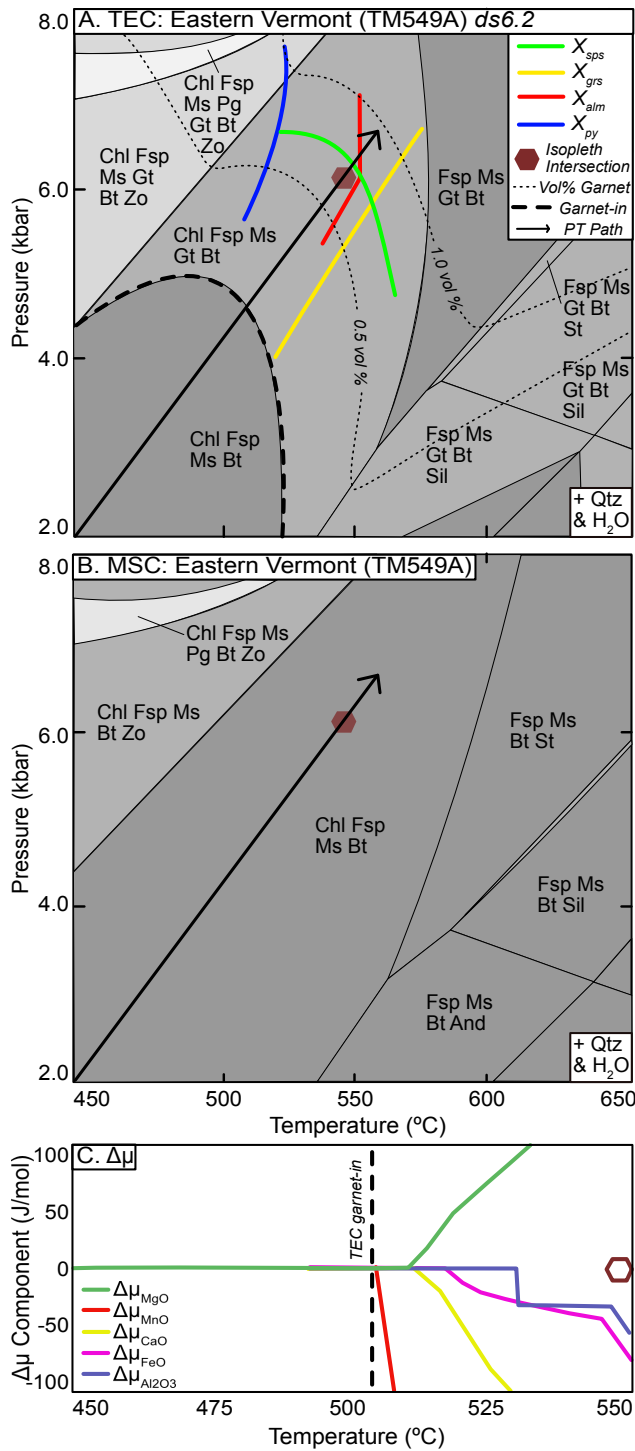 A. TEC: Eastern Vermont (TM549A) ds6.2
8.0
6.0
4.0
2.0
Pressure (kbar)
Chl Fsp
Ms Pg
Gt Bt
Zo
Chl Fsp
Ms Gt
Bt Zo
Chl Fsp Ms
Gt Bt
Chl Fsp
Ms Bt
Fsp Ms
Gt Bt
Fsp Ms
Gt Bt
St
Fsp Ms
Gt Bt
Sil
Fsp Ms
Gt Bt
Sil
0.5 vol %
1.0 vol %
Xsps
Xgrs
Xalm
Xpy
Isopleth
Intersection
Vol% Garnet
Garnet-in
PT Path
+ Qtz
& H2O
B. MSC: Eastern Vermont (TM549A)
8.0
6.0
4.0
2.0
Pressure (kbar)
Chl Fsp Ms
Pg Bt Zo
Chl Fsp Ms
Bt Zo
Chl Fsp
Ms Bt
Fsp Ms
Bt St
Fsp Ms
Bt Sil
Fsp Ms
Bt And
+ Qtz
& H2O
450 500 550 600 650
Temperature (ºC)
C. Δμ
100
50
0
-50
-100
Δμ Component (J/mol)
TEC garnet-in
ΔμMgO
ΔμMnO
ΔμCaO
ΔμFeO
ΔμAl2O3
450 475 500 525 550
Temperature (ºC)